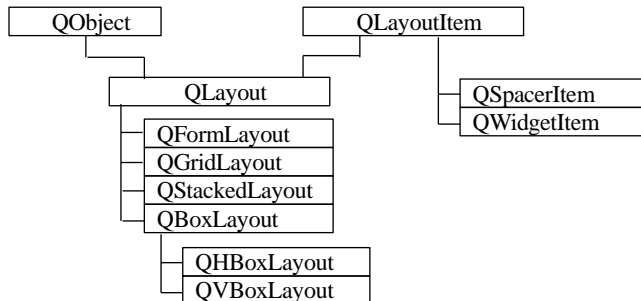 QObject
QLayoutItem
QLayout
QSpacerItem
QWidgetItem
QFormLayout
QGridLayout
QStackedLayout
QBoxLayout
QHBoxLayout
QVBoxLayout